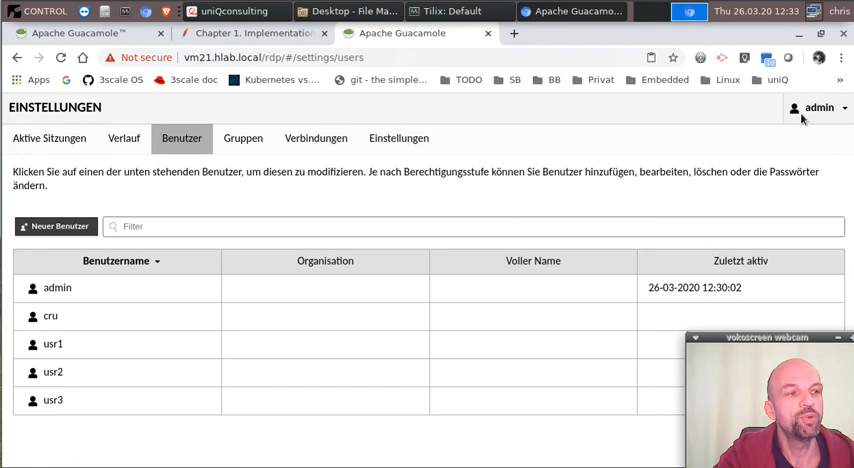 CONTROL
uniQconsulting
Desktop - File Ma...
Tilix: Default
Apache Guacamo...
Thu 26.03.20 12:33
chris
Apache Guacamole™
Chapter 1. Implementation
Apache Guacamole
Not secure
vm21.hlab.local/rdp/#/settings/users
Apps
3scale OS
3scale doc
Kubernetes vs....
git - the simple...
TODO
SB
BB
Privat
Embedded
Linux
uniQ
»
EINSTELLUNGEN
admin
Aktive Sitzungen
Verlauf
Benutzer
Gruppen
Verbindungen
Einstellungen
Klicken Sie auf einen der unten stehenden Benutzer, um diesen zu modifizieren. Je nach Berechtigungsstufe können Sie Benutzer hinzufügen, bearbeiten, löschen oder die Passwörter
ändern.
Neuer Benutzer
Filter
Benutzername
Organisation
Voller Name
Zuletzt aktiv
admin
26-03-2020 12:30:02
cru
usr1
usr2
usr3
vokoscreen webcam